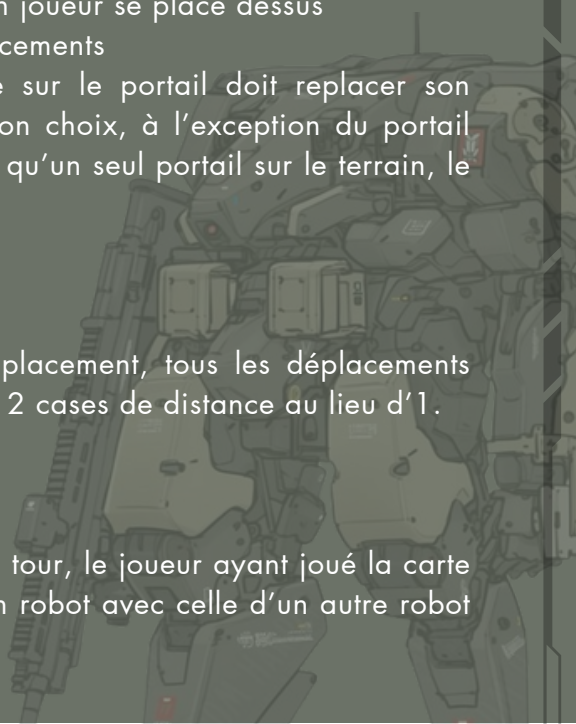 joueur se place dessus
cements
sur le portail doit replacer son
on choix, à l’exception du portail
qu’un seul portail sur le terrain, le
placement, tous les déplacements
2 cases de distance au lieu d’1.
tour, le joueur ayant joué la carte
robot avec celle d’un autre robot